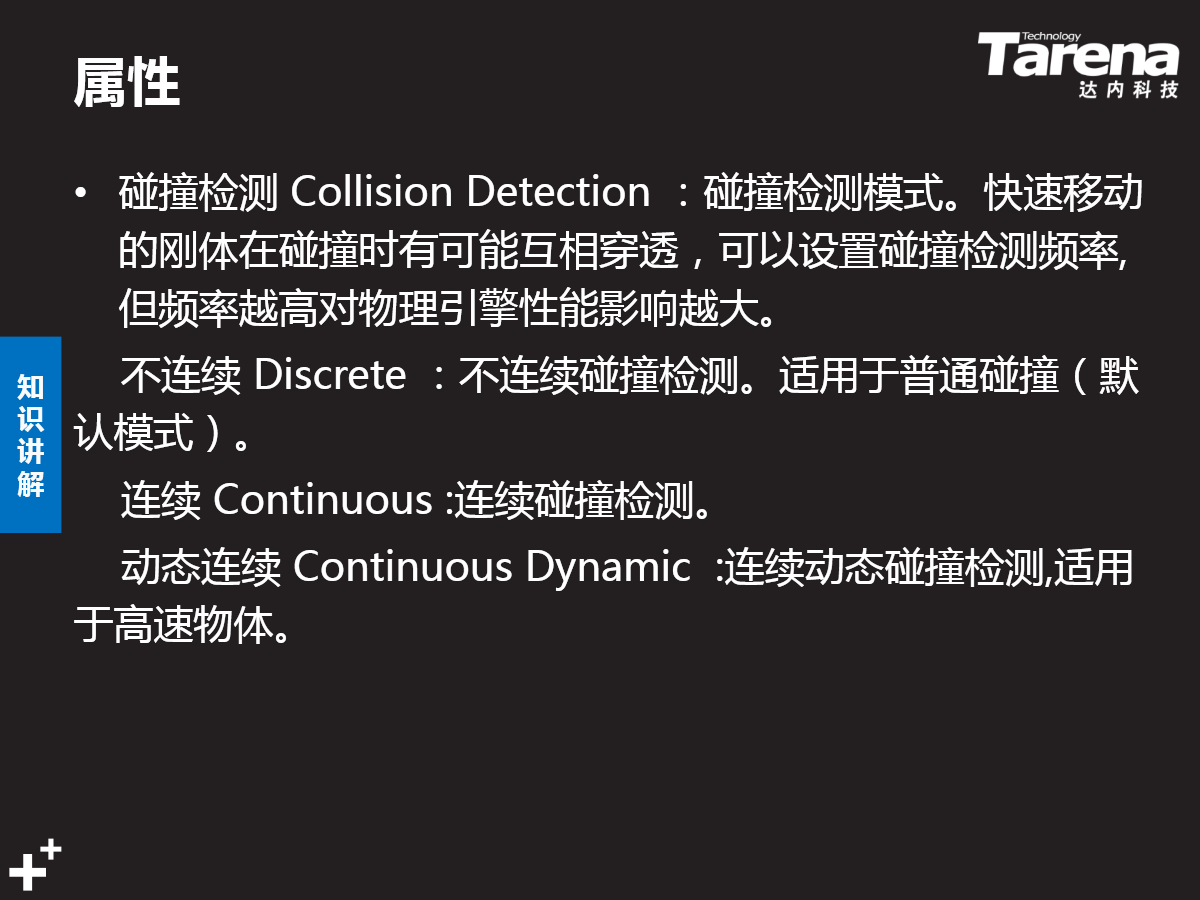 属性
Technology
Tarena
达内科技
• 碰撞检测 Collision Detection ：碰撞检测模式。快速移动
的刚体在碰撞时有可能互相穿透，可以设置碰撞检测频率,
但频率越高对物理引擎性能影响越大。
不连续 Discrete ：不连续碰撞检测。适用于普通碰撞（默
认模式）。
连续 Continuous :连续碰撞检测。
动态连续 Continuous Dynamic :连续动态碰撞检测,适用
于高速物体。
知
识
讲
解